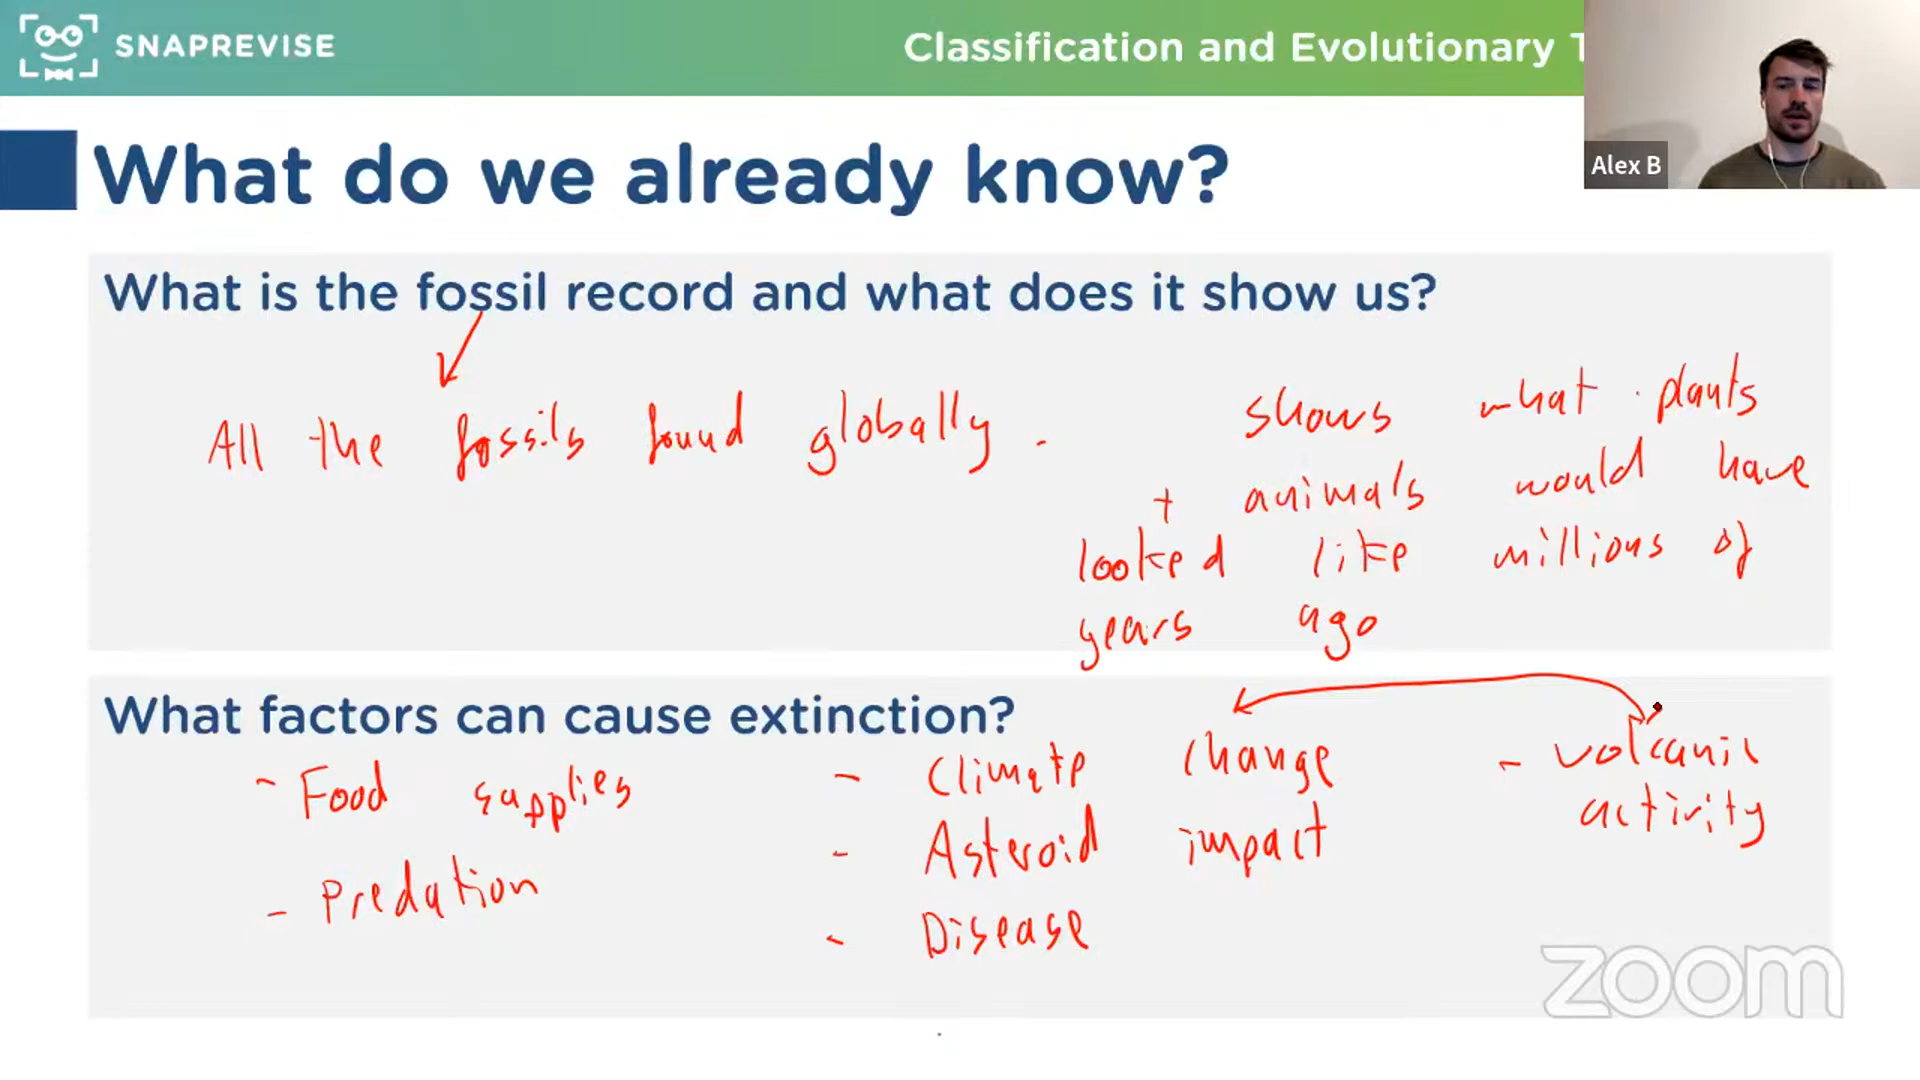 SNAPREVISE
Classification and Evolutionary T
Alex B
What do we already know?
What is the fossil record and what does it show us?
All the fossils found globally.
shows what plants
+ animals would have
looked like millions of
years ago
What factors can cause extinction?
- Food supplies
- Predation
- Climate change
- Asteroid impact
- Disease
- volcanic
activity
zoom